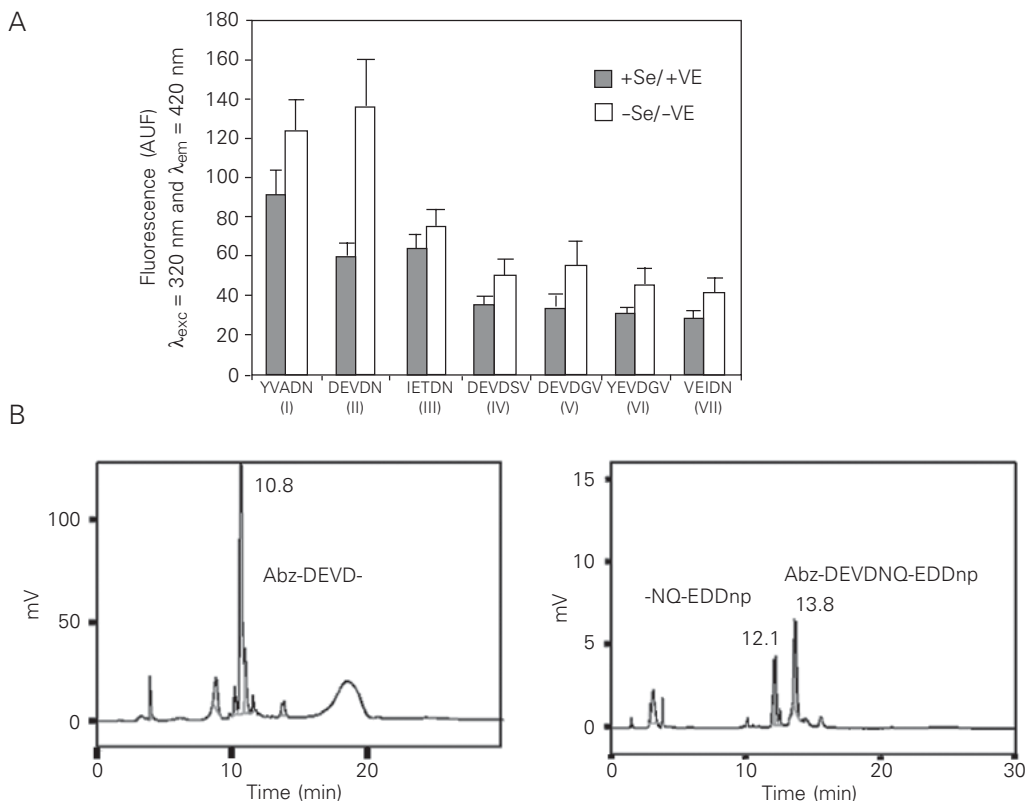 A
Fluorescence (AUF)
λexc = 320 nm and λem = 420 nm
180
160
140
120
100
80
60
40
20
0
+Se/+VE
–Se/–VE
YVADN DEVDN IETDN DEVDSV DEVDGV YEVDGV VEIDN
(I) (II) (III) (IV) (V) (VI) (VII)
B
mV
100
50
0
10.8
Abz-DEVD-
0 10 20
Time (min)
mV
15
10
5
0
-NQ-EDDnp
12.1
Abz-DEVDNQ-EDDnp
13.8
0 10 20 30
Time (min)